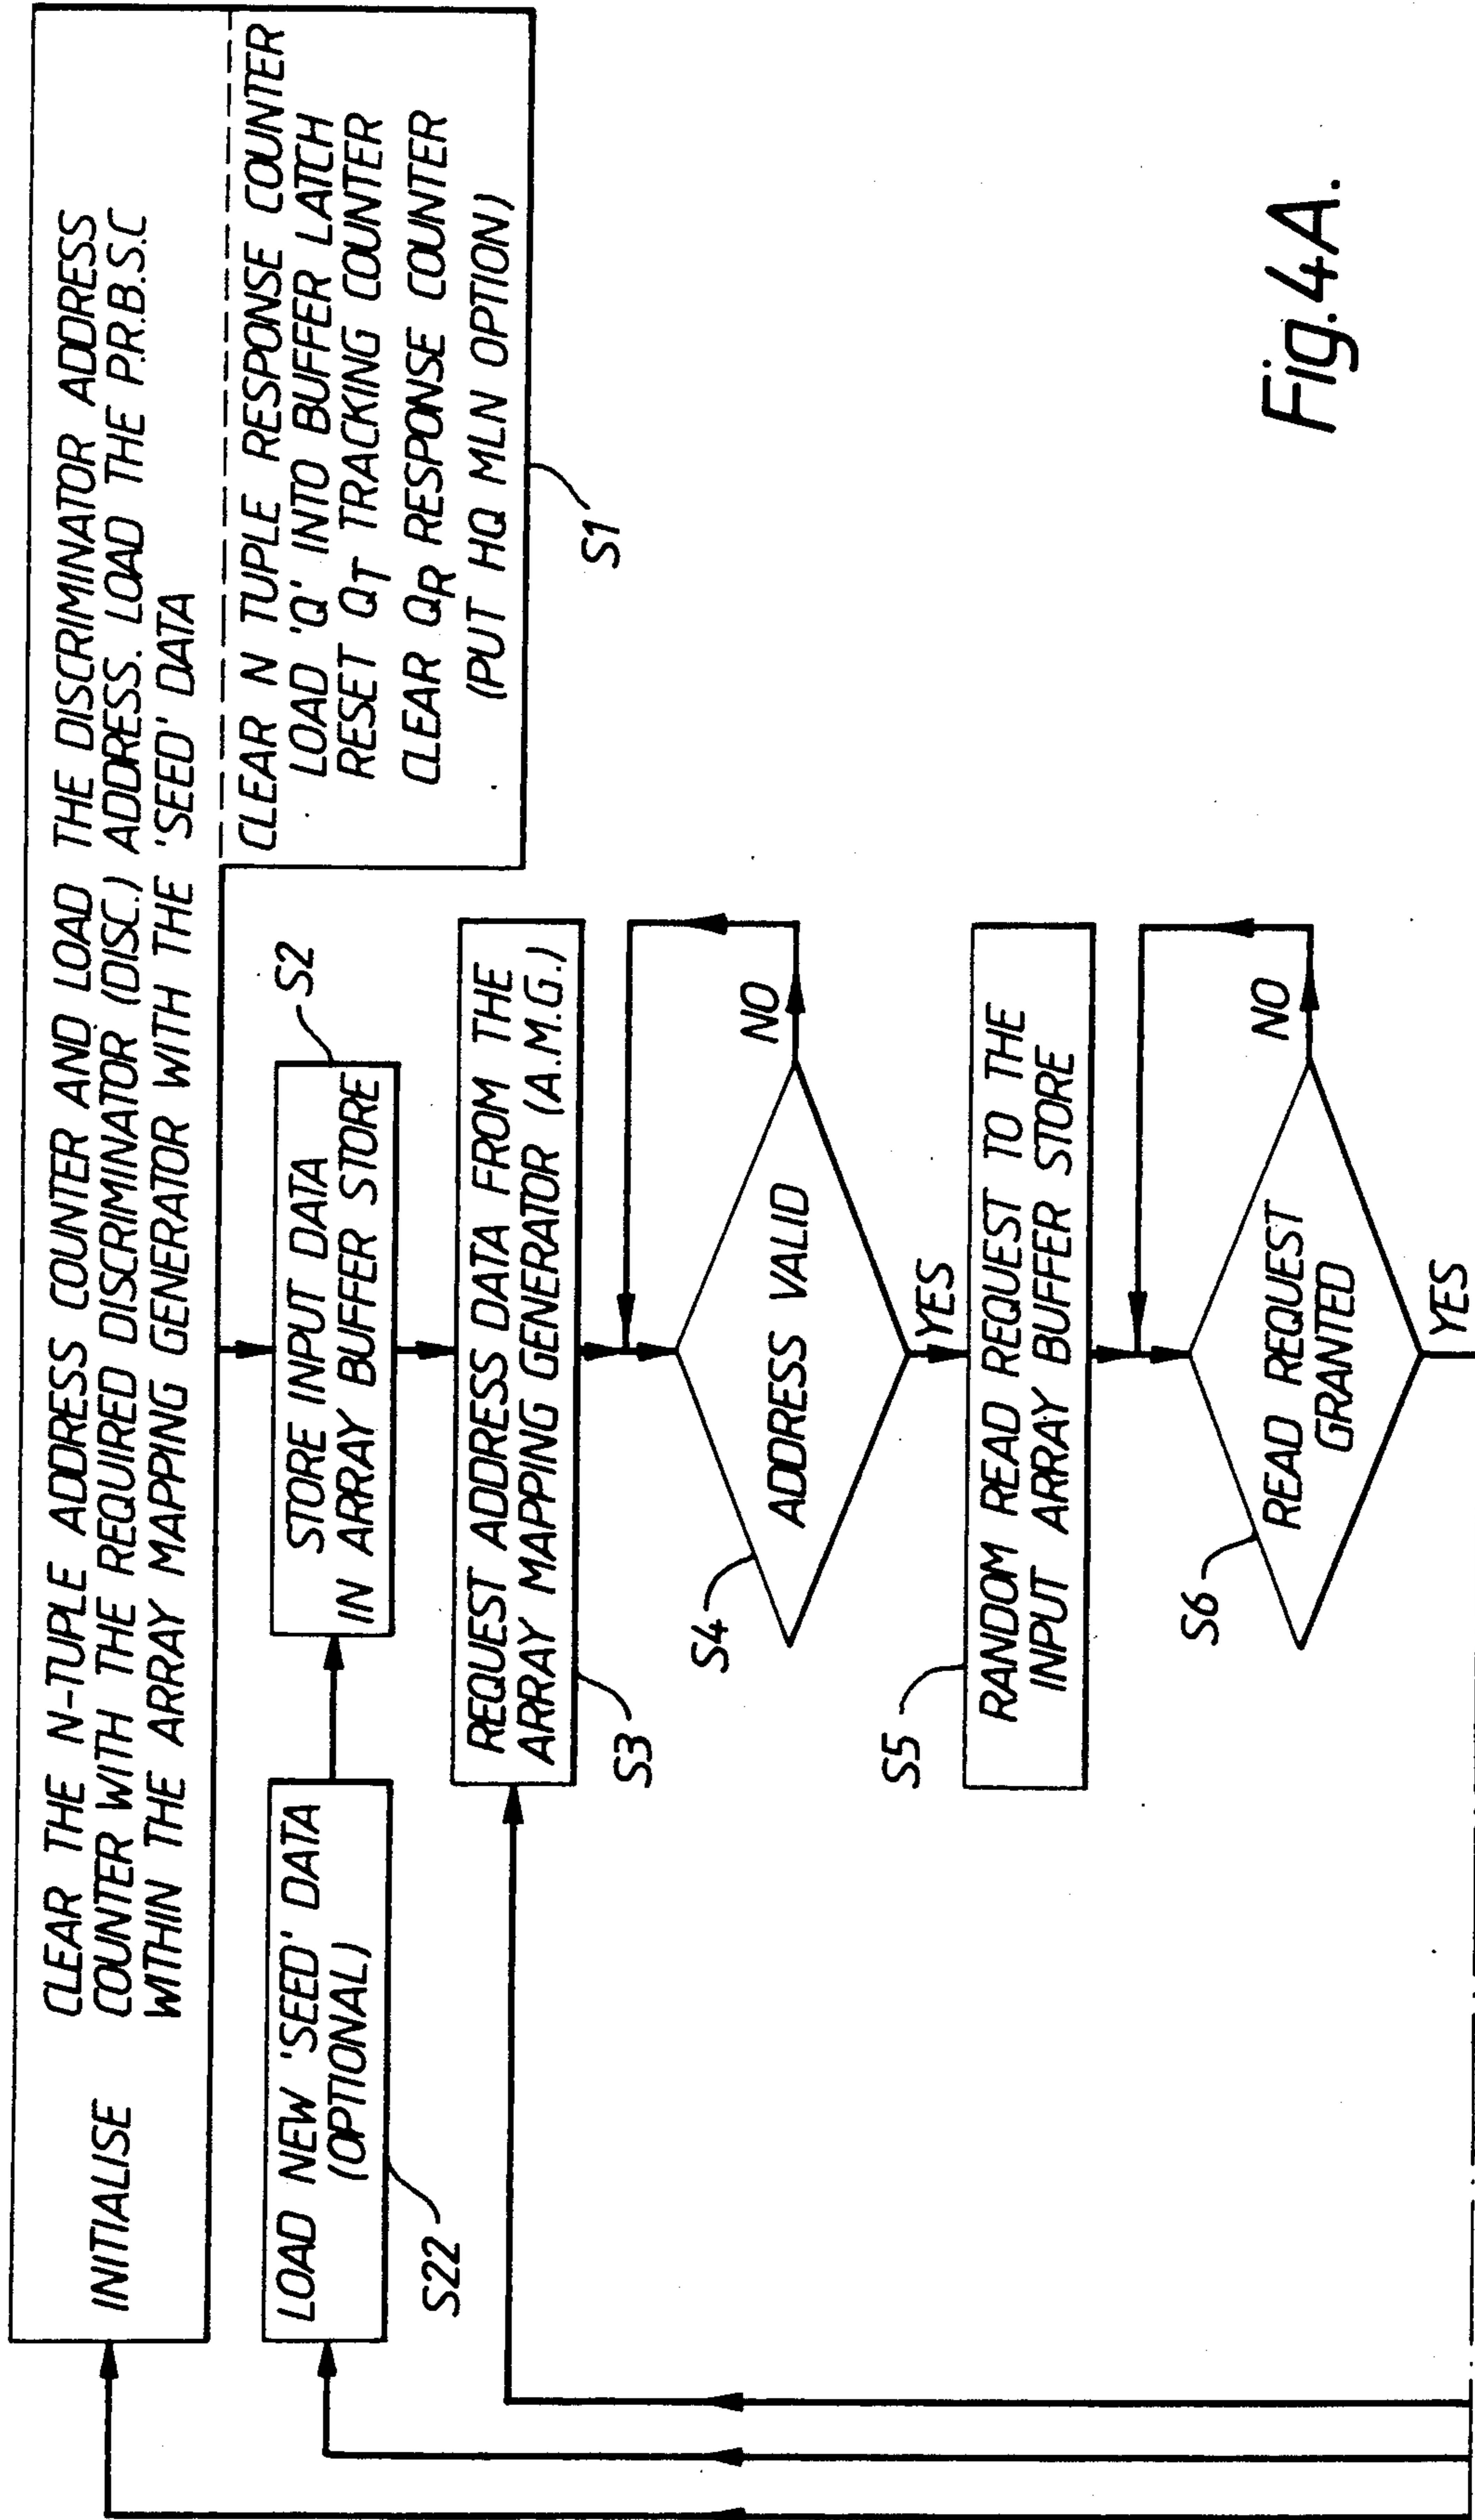 INITIALISE
CLEAR THE N-TUPLE ADDRESS COUNTER AND LOAD THE DISCRIMINATOR ADDRESS
COUNTER WITH THE REQUIRED DISCRIMINATOR (DISC.) ADDRESS. LOAD THE P.R.B.S.C
WITHIN THE ARRAY MAPPING GENERATOR WITH THE 'SEED' DATA
CLEAR N TUPLE RESPONSE COUNTER
LOAD 'Q' INTO BUFFER LATCH
RESET QT TRACKING COUNTER
CLEAR QR RESPONSE COUNTER
(PUT HQ MLN OPTION)
S1
LOAD NEW 'SEED' DATA
(OPTIONAL)
S22
STORE INPUT DATA
IN ARRAY BUFFER STORE
S2
REQUEST ADDRESS DATA FROM THE
ARRAY MAPPING GENERATOR (A.M.G.)
S3
S4
ADDRESS VALID
NO
YES
S5
RANDOM READ REQUEST TO THE
INPUT ARRAY BUFFER STORE
S6
READ REQUEST
GRANTED
NO
YES
Fig. 4A.